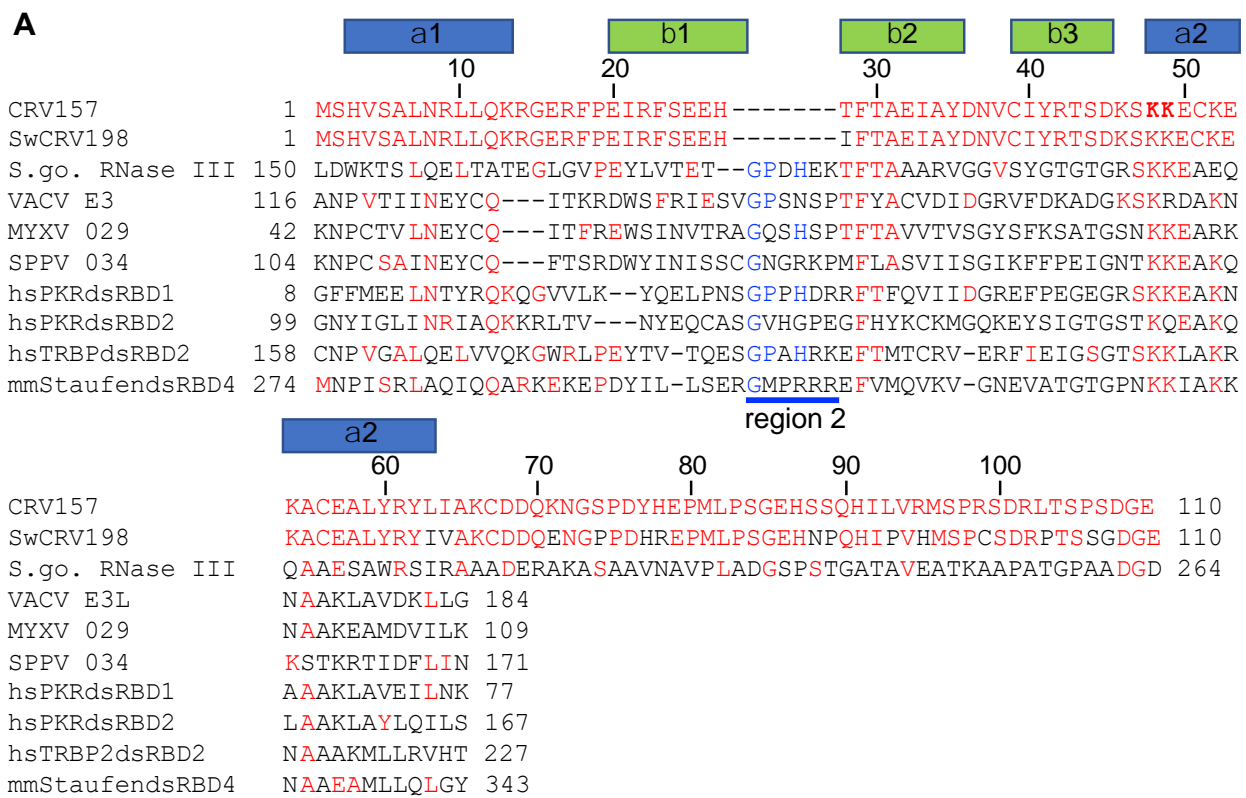 A
a1 b1 b2 b3 a2
10 20 30 40 50
CRV157 1 MSHVSALNRLLQKRGERFPEIRFSEEH-------TFTAEIAYDNVCIYRTSDKSKKECKE
SwCRV198 1 MSHVSALNRLLQKRGERFPEIRFSEEH-------IFTAEIAYDNVCIYRTSDKSKKECKE
S.go. RNase III 150 LDWKTSLQELTATEGLGVPEYLVTET--GPDHEKTFTAAARVGGVSYGTGTGRSKKEAEQ
VACV E3 116 ANPVTIINEYCQ---ITKRDWSFRIESVGPSNSPTFYACVDIDGRVFDKADGKSKRDAKN
MYXV 029 42 KNPCTVLNEYCQ---ITFREWSINVTRAGQSHSPTFTAVVTVSGYSFKSATGSNKKEARK
SPPV 034 104 KNPCSAINEYCQ---FTSRDWYINISSCGNGRKPMFLASVIISGIKFFPEIGNTKKEAKQ
hsPKRdsRBD1 8 GFFMEELNTYRQKQGVVLK--YQELPNSGPPHDRRFTFQVIIDGREFPEGEGRSKKEAKN
hsPKRdsRBD2 99 GNYIGLINRIAQKKRLTV---NYEQCASGVHGPEGFHYKCKMGQKEYSIGTGSTKQEAKQ
hsTRBPdsRBD2 158 CNPVGALQELVVQKGWRLPEYTV-TQESGPAHRKEFTMTCRV-ERFIEIGSGTSKKLAKR
mmStaufendsRBD4 274 MNPISRLAQIQQARKEKEPDYIL-LSERGMPRRREFVMQVKV-GNEVATGTGPNKKIAKK
region 2
a2
60 70 80 90 100
CRV157 KACEALYRYLIAKCDDQKNGSPDYHEPMLPSGEHSSQHILVRMSPRSDRLTSPSDGE 110
SwCRV198 KACEALYRYIVAKCDDQENGPPDHREPMLPSGEHNPQHIPVHMSPCSDRPTSSGDGE 110
S.go. RNase III QAAESAWRSIRAAADERAKASAAVNAVPLADGSPSTGATAVEATKAAPATGPAADGD 264
VACV E3L NAAAKLAVDKLLG 184
MYXV 029 NAAAKEAMDVILK 109
SPPV 034 KSTKRTIDFLIN 171
hsPKRdsRBD1 AAAAKLAVEILNK 77
hsPKRdsRBD2 LAAKLAYLQILS 167
hsTRBP2dsRBD2 NAAAKMLLRVHT 227
mmStaufendsRBD4 NAAEAMLLQLGY 343